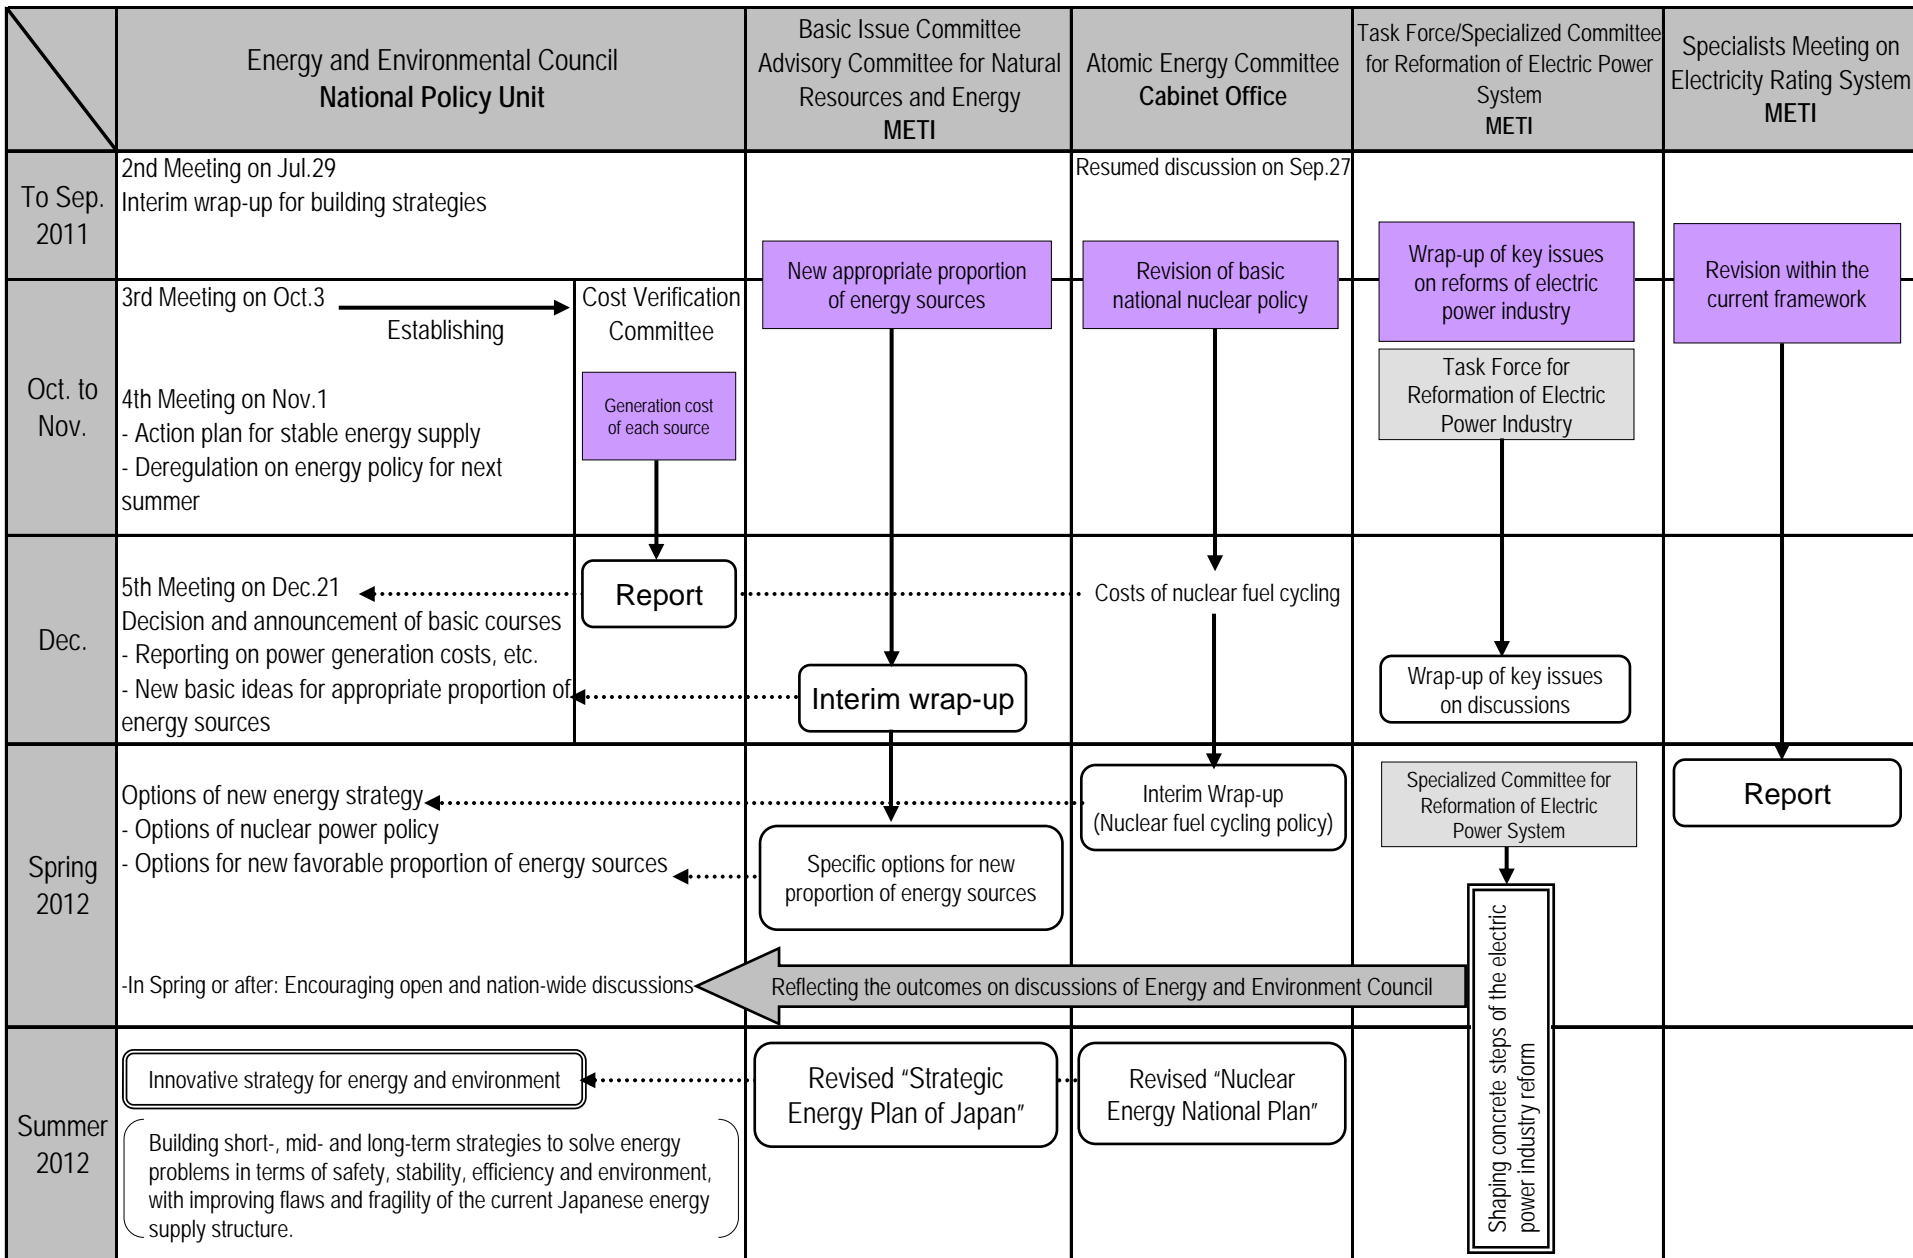 Energy and Environmental Council
National Policy Unit
Basic Issue Committee
Advisory Committee for Natural
Resources and Energy
METI
Atomic Energy Committee
Cabinet Office
Task Force/Specialized Committee
for Reformation of Electric Power
System
METI
Specialists Meeting on
Electricity Rating System
METI
To Sep.
2011
2nd Meeting on Jul.29
Interim wrap-up for building strategies
Resumed discussion on Sep.27
New appropriate proportion
of energy sources
Revision of basic
national nuclear policy
Wrap-up of key issues
on reforms of electric
power industry
Revision within the
current framework
Oct. to
Nov.
3rd Meeting on Oct.3
Establishing
Cost Verification
Committee
4th Meeting on Nov.1
- Action plan for stable energy supply
- Deregulation on energy policy for next
summer
Generation cost
of each source
Task Force for
Reformation of Electric
Power Industry
Dec.
5th Meeting on Dec.21
Decision and announcement of basic courses
- Reporting on power generation costs, etc.
- New basic ideas for appropriate proportion of
energy sources
Report
Interim wrap-up
Costs of nuclear fuel cycling
Wrap-up of key issues
on discussions
Spring
2012
Options of new energy strategy
- Options of nuclear power policy
- Options for new favorable proportion of energy sources
-In Spring or after: Encouraging open and nation-wide discussions
Specific options for new
proportion of energy sources
Interim Wrap-up
(Nuclear fuel cycling policy)
Specialized Committee for
Reformation of Electric
Power System
Report
Reflecting the outcomes on discussions of Energy and Environment Council
Shaping concrete steps of the electric
power industry reform
Summer
2012
Innovative strategy for energy and environment
Building short-, mid- and long-term strategies to solve energy
problems in terms of safety, stability, efficiency and environment,
with improving flaws and fragility of the current Japanese energy
supply structure.
Revised “Strategic
Energy Plan of Japan”
Revised “Nuclear
Energy National Plan”